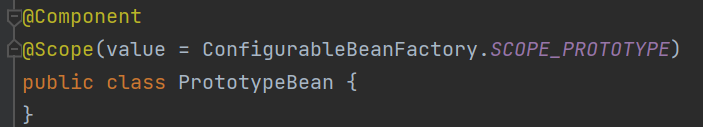 @Component
@Scope(value = ConfigurableBeanFactory.SCOPE_PROTOTYPE)
public class PrototypeBean {
}